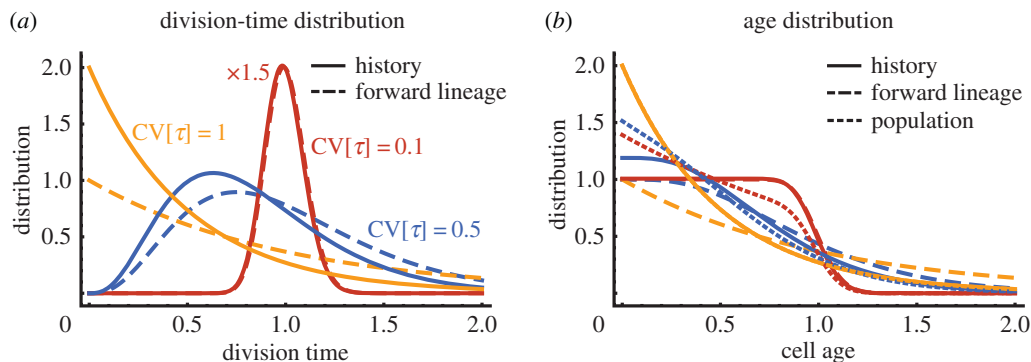 (a) division-time distribution
2.0
1.5
1.0
0.5
0
0.5
1.0
1.5
2.0
distribution
division time
×1.5
history
forward lineage
CV[τ] = 1
CV[τ] = 0.1
CV[τ] = 0.5
(b) age distribution
2.0
1.5
1.0
0.5
0
0.5
1.0
1.5
2.0
distribution
cell age
history
forward lineage
population